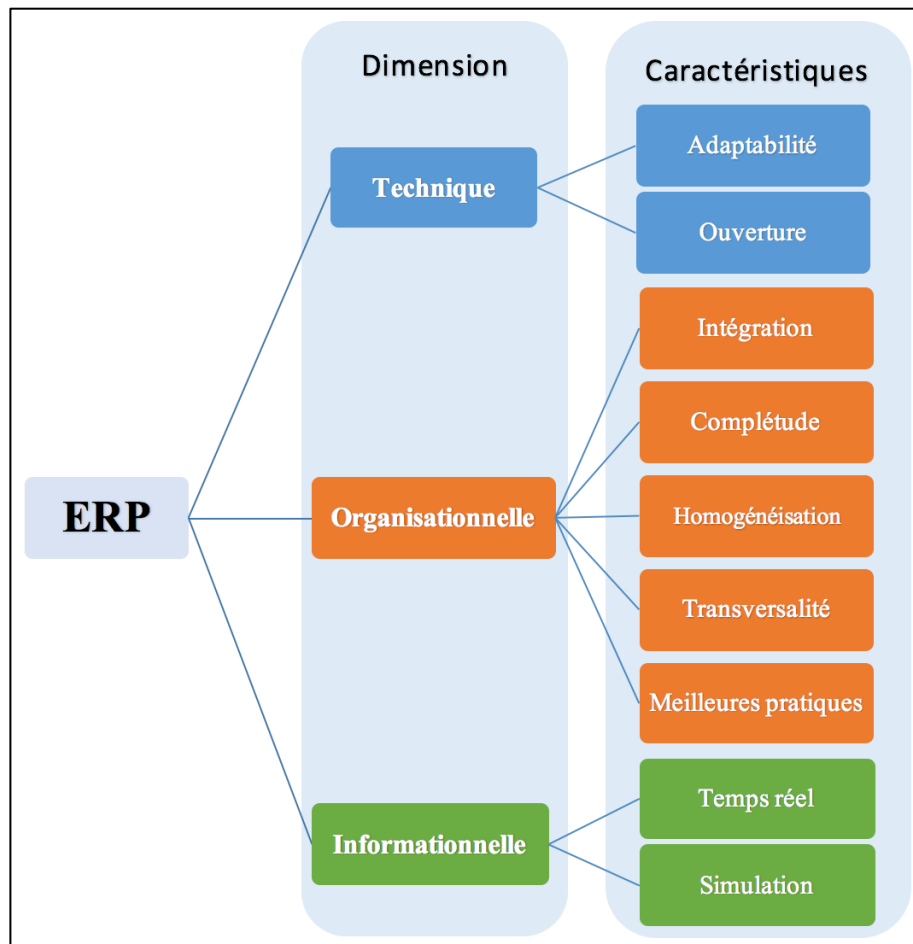 Dimension
Caractéristiques
Technique
Adaptabilité
Ouverture
ERP
Organisationnelle
Intégration
Complétude
Homogénéisation
Transversalité
Meilleures pratiques
Informationnelle
Temps réel
Simulation